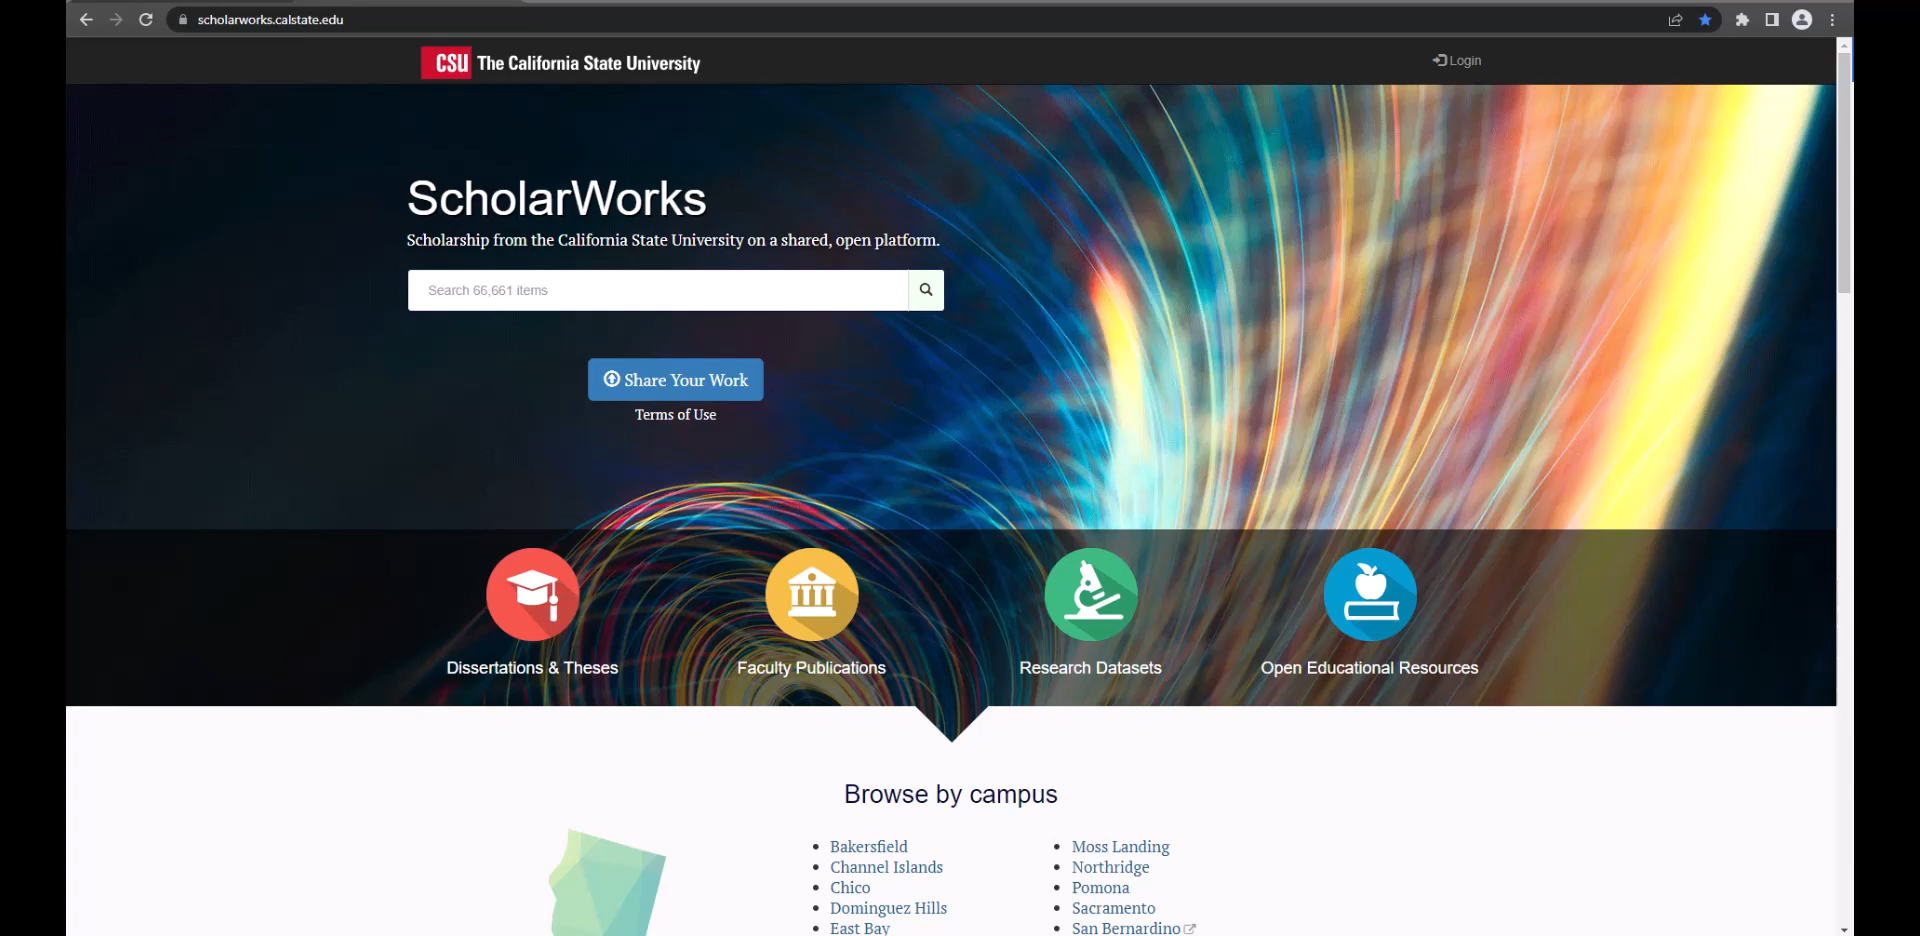 scholarworks.calstate.edu
CSU The California State University
Login
ScholarWorks
Scholarship from the California State University on a shared, open platform.
Search 66,661 items
Share Your Work
Terms of Use
Dissertations & Theses
Faculty Publications
Research Datasets
Open Educational Resources
Browse by campus
Bakersfield
Channel Islands
Chico
Dominguez Hills
East Bay
Moss Landing
Northridge
Pomona
Sacramento
San Bernardino